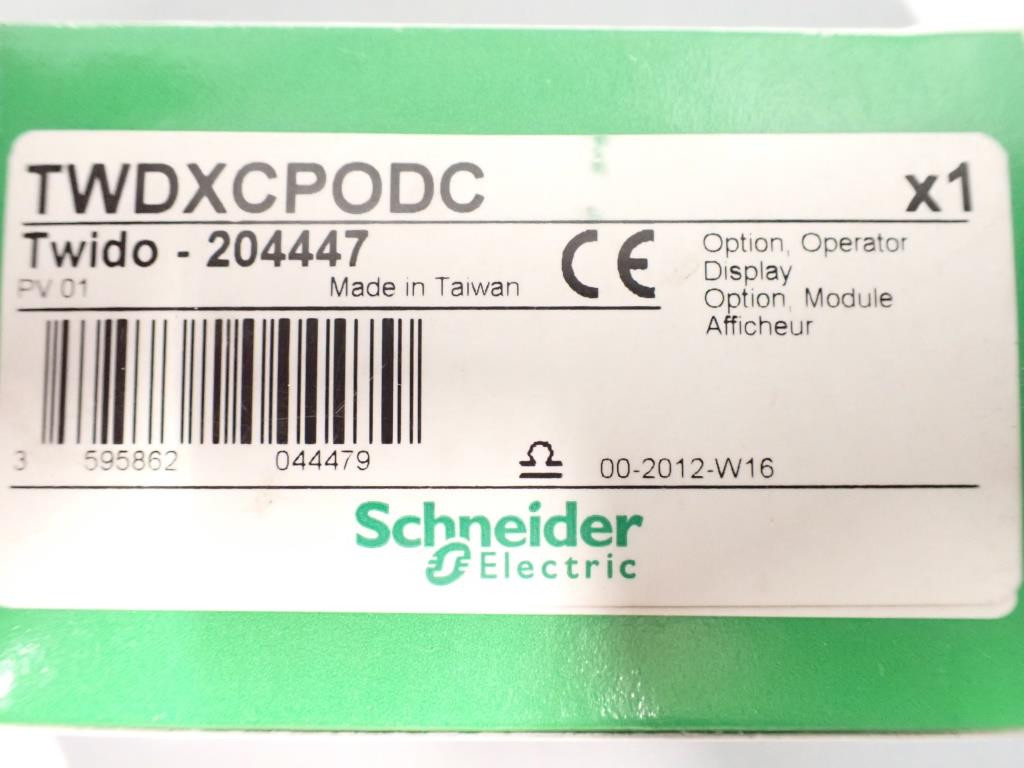 TWDXCPODC
x1
Twido - 204447
PV 01
Made in Taiwan
CE
Option, Operator
Display
Option, Module
Afficheur
3 595862 044479
00-2012-W16
Schneider
Electric